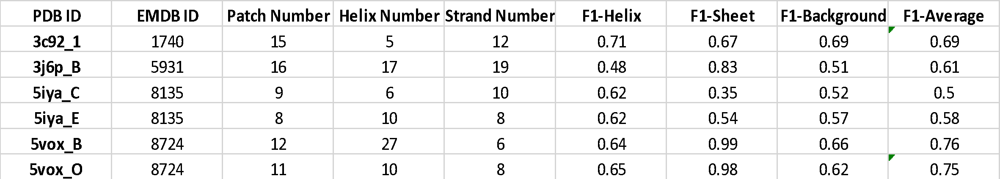 PDB ID EMDB ID Patch Number Helix Number Strand Number F1-Helix F1-Sheet F1-Background F1-Average
3c92_1 1740 15 5 12 0.71 0.67 0.69 0.69
3j6p_B 5931 16 17 19 0.48 0.83 0.51 0.61
5iya_C 8135 9 6 10 0.62 0.35 0.52 0.5
5iya_E 8135 8 10 8 0.62 0.54 0.57 0.58
5vox_B 8724 12 27 6 0.64 0.99 0.66 0.76
5vox_O 8724 11 10 8 0.65 0.98 0.62 0.75